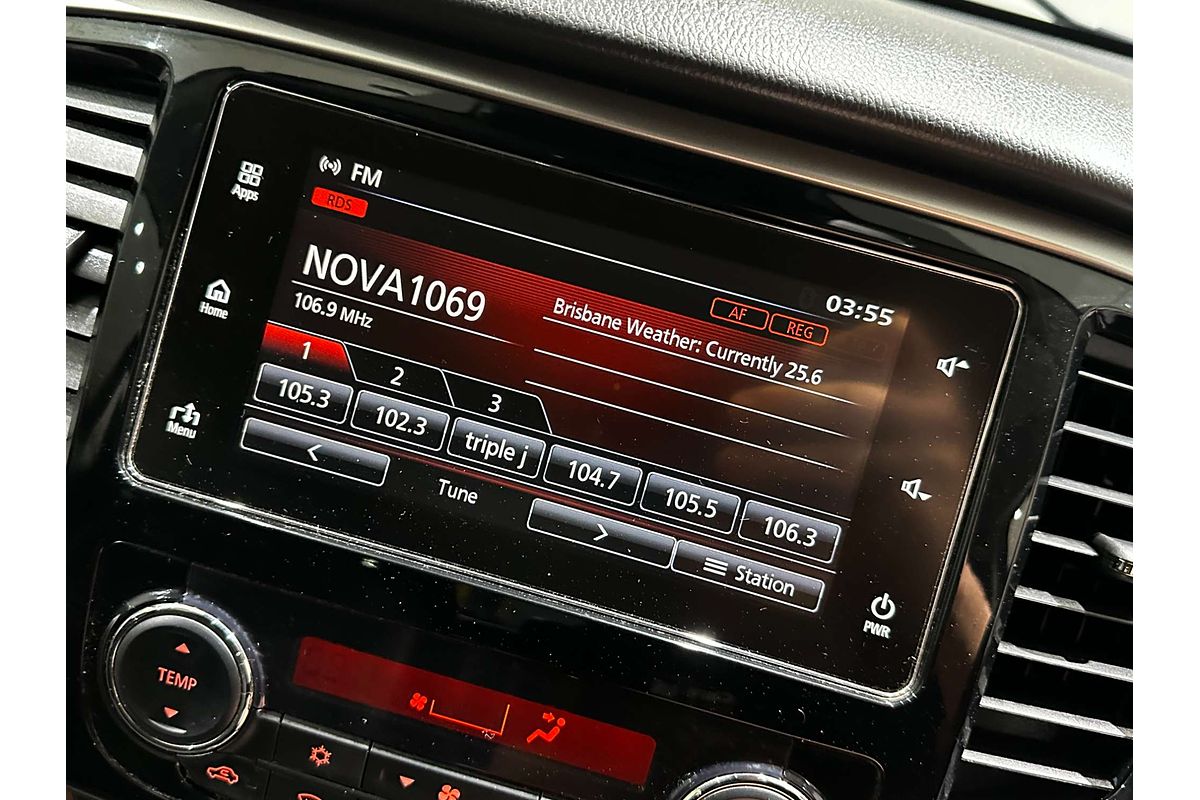 FM
RDS
Apps
NOVA1069
106.9 MHz
AF
REG
03:55
Brisbane Weather: Currently 25.6
Home
1
2
3
105.3
102.3
triple j
104.7
105.5
106.3
Menu
<
Tune
>
Station
PWR
TEMP